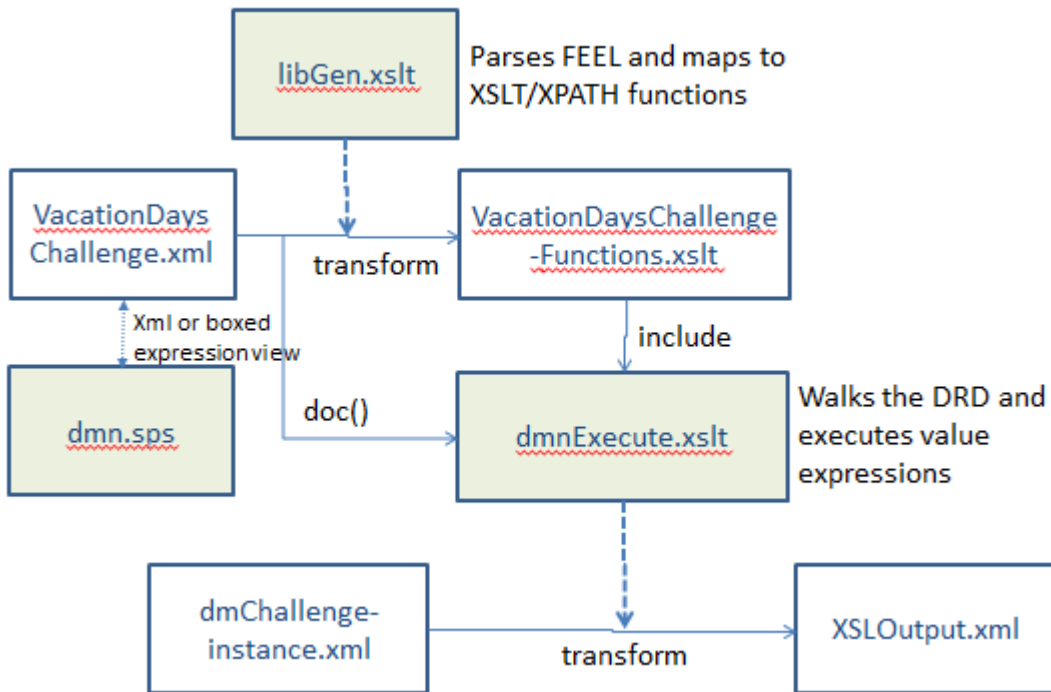 libGen.xslt
Parses FEEL and maps to
XSLT/XPATH functions
VacationDays
Challenge.xml
transform
VacationDaysChallenge
-Functions.xslt
Xml or boxed
expression view
include
dmn.sps
doc()
dmnExecute.xslt
Walks the DRD and
executes value
expressions
dmChallenge-
instance.xml
transform
XSLOutput.xml